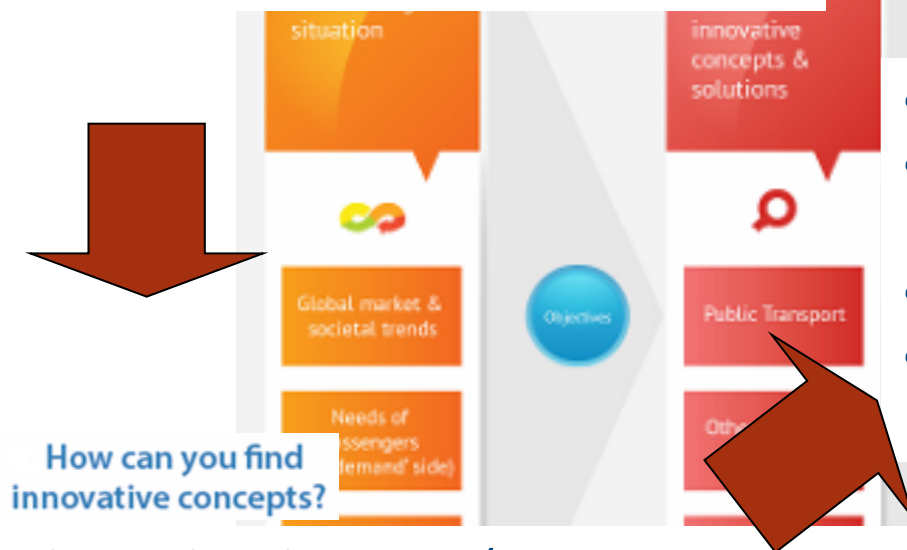 situation
innovative
concepts &
solutions
Global market &
societal trends
Objectives
Public Transport
Needs of
demand' side)
How can you find
innovative concepts?